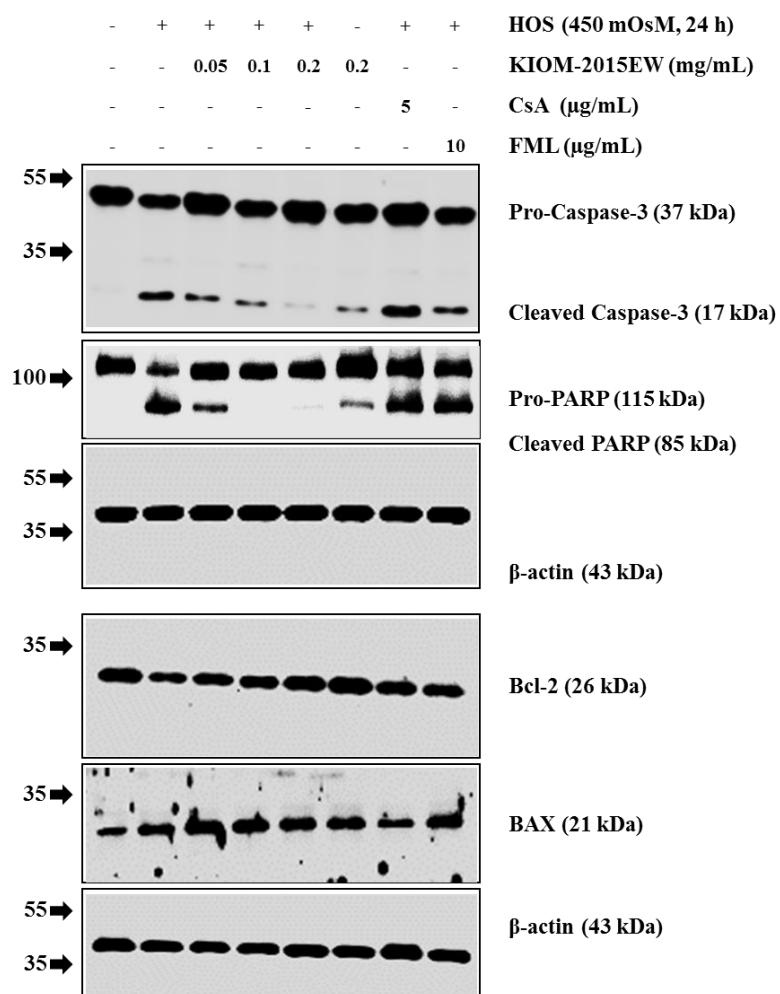 - + + + + - + + HOS (450 mOsM, 24 h)
- - 0.05 0.1 0.2 0.2 - - KIOM-2015EW (mg/mL)
- - - - - - 5 - CsA (μg/mL)
- - - - - - - 10 FML (μg/mL)
55
Pro-Caspase-3 (37 kDa)
35
Cleaved Caspase-3 (17 kDa)
100
Pro-PARP (115 kDa)
Cleaved PARP (85 kDa)
55
35
β-actin (43 kDa)
35
Bcl-2 (26 kDa)
35
BAX (21 kDa)
55
β-actin (43 kDa)
35